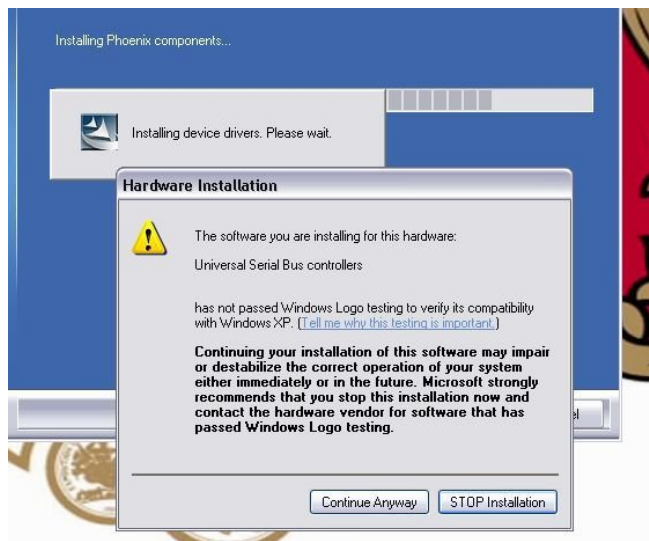 Installing Phoenix components...
Installing device drivers. Please wait.
Hardware Installation
The software you are installing for this hardware:
Universal Serial Bus controllers
has not passed Windows Logo testing to verify its compatibility
with Windows XP. (Tell me why this testing is important.)
Continuing your installation of this software may impair
or destabilize the correct operation of your system
either immediately or in the future. Microsoft strongly
recommends that you stop this installation now and
contact the hardware vendor for software that has
passed Windows Logo testing.
Continue Anyway STOP Installation